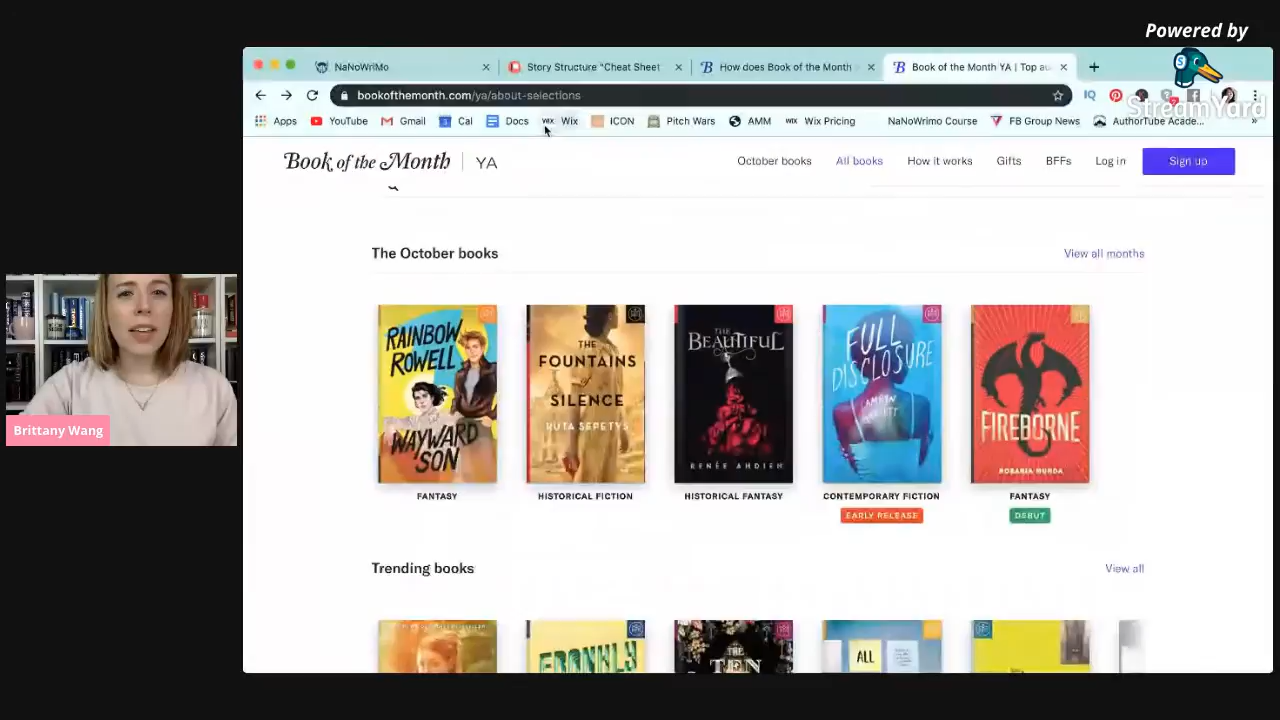 Powered by
StreamYard
NaNoWriMo
Story Structure "Cheat Sheet
How does Book of the Month
Book of the Month YA | Top au
bookofthemonth.com/ya/about-selections
Apps YouTube Gmail Cal Docs Wix ICON Pitch Wars AMM Wix Pricing NaNoWrimo Course FB Group News AuthorTube Acade...
Book of the Month YA
October books All books How it works Gifts BFFs Log in Sign up
The October books
View all months
RAINBOW
ROWELL
WAYWARD
SON
THE
FOUNTAINS
of
SILENCE
RUTA SEPETYS
THE
BEAUTIFUL
RENÉE AHDIEH
FULL
DISCLOSURE
FIREBORNE
ROSARIA MUNDA
FANTASY
HISTORICAL FICTION
HISTORICAL FANTASY
CONTEMPORARY FICTION
EARLY RELEASE
FANTASY
DEBUT
Brittany Wang
Trending books
View all
FRANKLY
THE
TEN
ALL